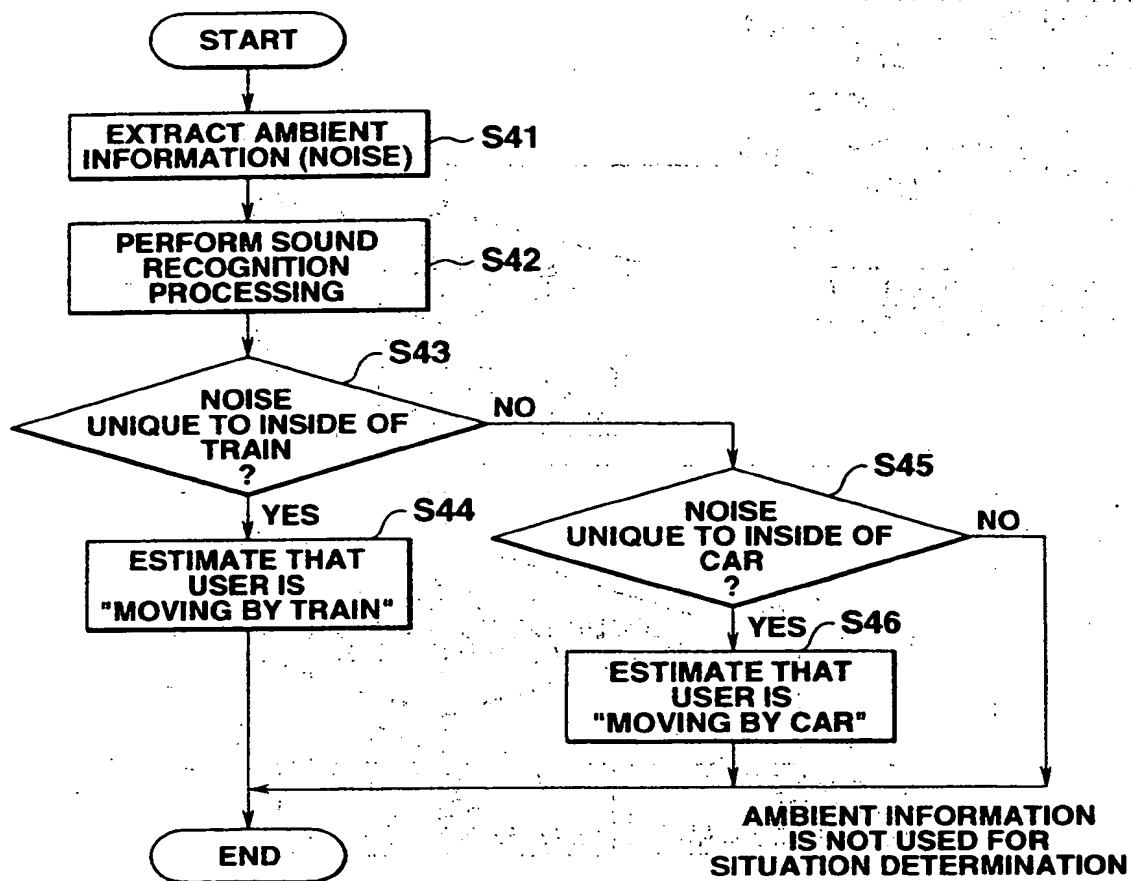 START
EXTRACT AMBIENT
INFORMATION (NOISE)
S41
PERFORM SOUND
RECOGNITION
PROCESSING
S42
S43
NOISE
UNIQUE TO INSIDE OF
TRAIN
?
NO
YES
S44
ESTIMATE THAT
USER IS
"MOVING BY TRAIN"
S45
NOISE
UNIQUE TO INSIDE OF
CAR
?
NO
YES
S46
ESTIMATE THAT
USER IS
"MOVING BY CAR"
AMBIENT INFORMATION
IS NOT USED FOR
SITUATION DETERMINATION
END